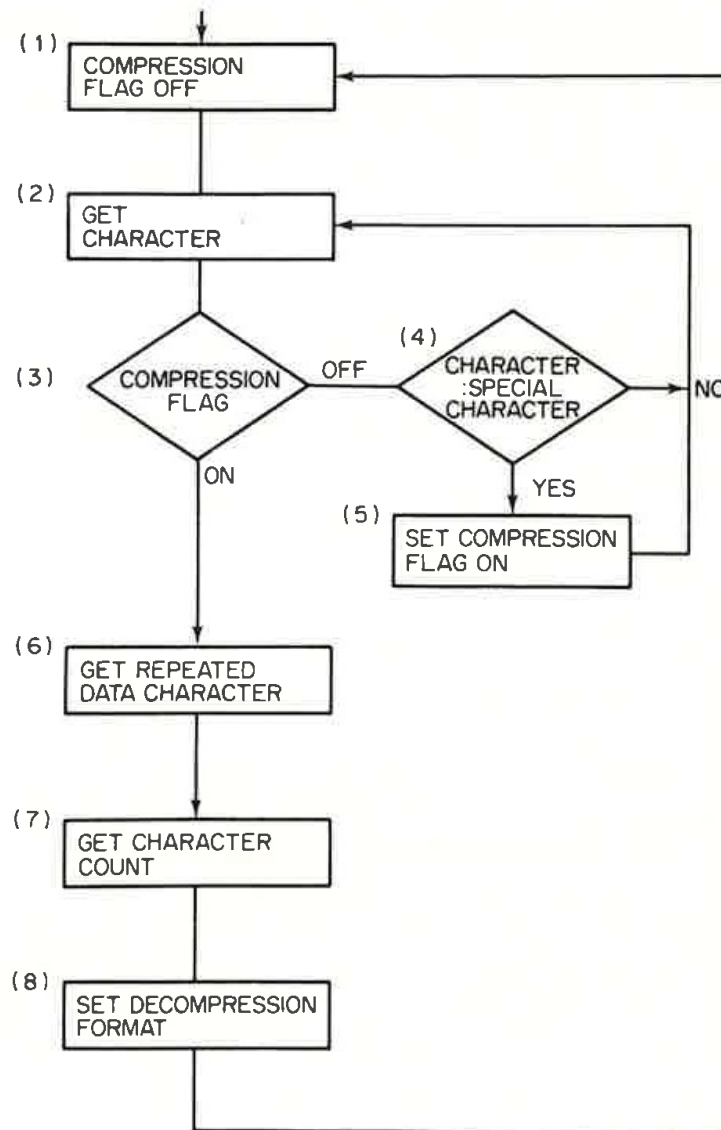 (1)
COMPRESSION
FLAG OFF
(2)
GET
CHARACTER
(3)
COMPRESSION
FLAG
OFF
ON
(4)
CHARACTER
:SPECIAL
CHARACTER
NO
YES
(5)
SET COMPRESSION
FLAG ON
(6)
GET REPEATED
DATA CHARACTER
(7)
GET CHARACTER
COUNT
(8)
SET DECOMPRESSION
FORMAT